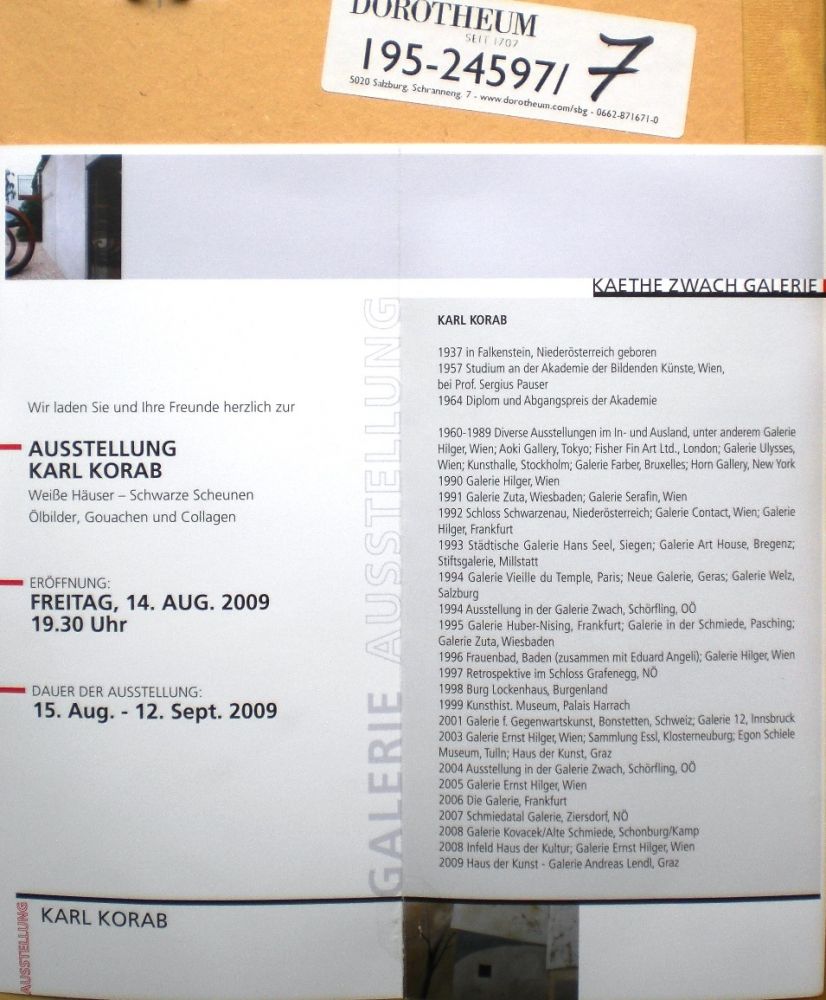 DOROTHEUM
SEIT 1707
195-24597/ 7
5020 Salzburg, Schranneng. 7 - www.dorotheum.com/sbg - 0662-871671-0
KAETHE ZWACH GALERIE
GALERIE AUSSTELLUNG
Wir laden Sie und Ihre Freunde herzlich zur
AUSSTELLUNG
KARL KORAB
Weiße Häuser – Schwarze Scheunen
Ölbilder, Gouachen und Collagen
ERÖFFNUNG:
FREITAG, 14. AUG. 2009
19.30 Uhr
DAUER DER AUSSTELLUNG:
15. Aug. - 12. Sept. 2009
KARL KORAB
1937 in Falkenstein, Niederösterreich geboren
1957 Studium an der Akademie der Bildenden Künste, Wien,
bei Prof. Sergius Pauser
1964 Diplom und Abgangspreis der Akademie
1960-1989 Diverse Ausstellungen im In- und Ausland, unter anderem Galerie
Hilger, Wien; Aoki Gallery, Tokyo; Fisher Fin Art Ltd., London; Galerie Ulysses,
Wien; Kunsthalle, Stockholm; Galerie Farber, Bruxelles; Horn Gallery, New York
1990 Galerie Hilger, Wien
1991 Galerie Zuta, Wiesbaden; Galerie Serafin, Wien
1992 Schloss Schwarzenau, Niederösterreich; Galerie Contact, Wien; Galerie
Hilger, Frankfurt
1993 Städtische Galerie Hans Seel, Siegen; Galerie Art House, Bregenz;
Stiftsgalerie, Millstatt
1994 Galerie Vieille du Temple, Paris; Neue Galerie, Geras; Galerie Welz,
Salzburg
1994 Ausstellung in der Galerie Zwach, Schörfling, OÖ
1995 Galerie Huber-Nising, Frankfurt; Galerie in der Schmiede, Pasching;
Galerie Zuta, Wiesbaden
1996 Frauenbad, Baden (zusammen mit Eduard Angeli); Galerie Hilger, Wien
1997 Retrospektive im Schloss Grafenegg, NÖ
1998 Burg Lockenhaus, Burgenland
1999 Kunsthist. Museum, Palais Harrach
2001 Galerie f. Gegenwartskunst, Bonstetten, Schweiz; Galerie 12, Innsbruck
2003 Galerie Ernst Hilger, Wien; Sammlung Essl, Klosterneuburg; Egon Schiele
Museum, Tulln; Haus der Kunst, Graz
2004 Ausstellung in der Galerie Zwach, Schörfling, OÖ
2005 Galerie Ernst Hilger, Wien
2006 Die Galerie, Frankfurt
2007 Schmiedatal Galerie, Ziersdorf, NÖ
2008 Galerie Kovacek/Alte Schmiede, Schonburg/Kamp
2008 Infeld Haus der Kultur; Galerie Ernst Hilger, Wien
2009 Haus der Kunst - Galerie Andreas Lendl, Graz
AUSSTELLUNG
KARL KORAB